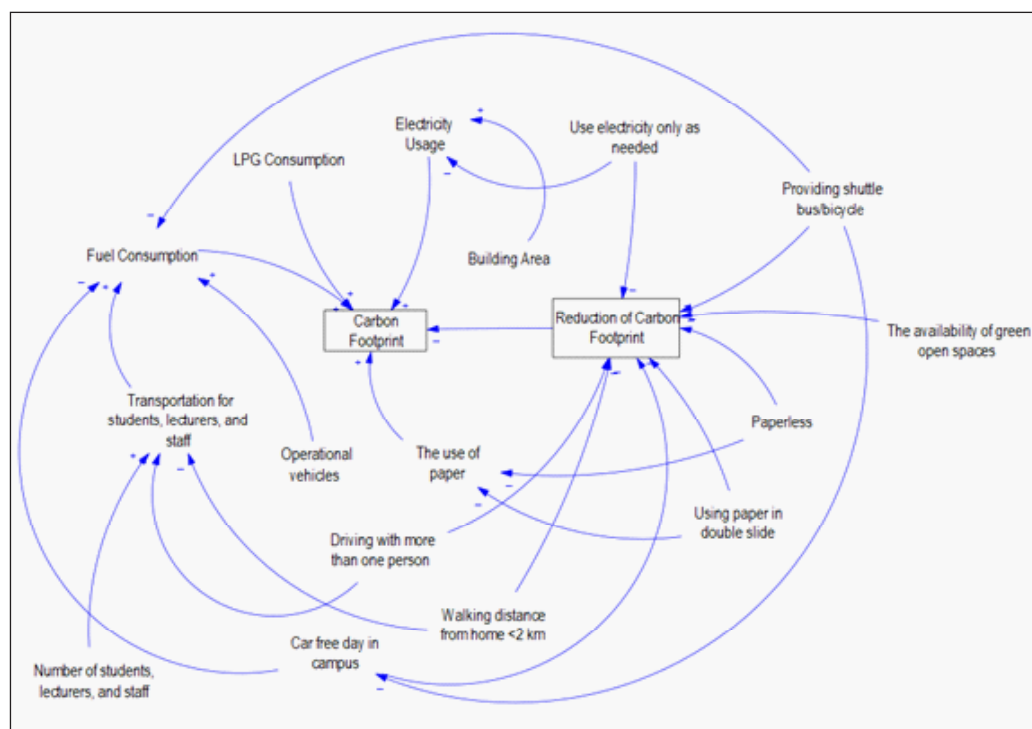 Electricity
Usage
Use electricity only as
needed
LPG Consumption
Providing shuttle
bus/bicycle
Fuel Consumption
Building Area
Carbon
Footprint
Reduction of Carbon
Footprint
The availability of green
open spaces
Transportation for
students, lecturers, and
staff
Operational
vehicles
The use of
paper
Paperless
Using paper in
double slide
Driving with more
than one person
Walking distance
from home <2 km
Car free day in
campus
Number of students,
lecturers, and staff